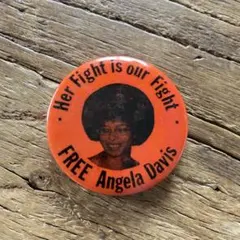 • Her Fight is our Fight •
FREE Angela Davis